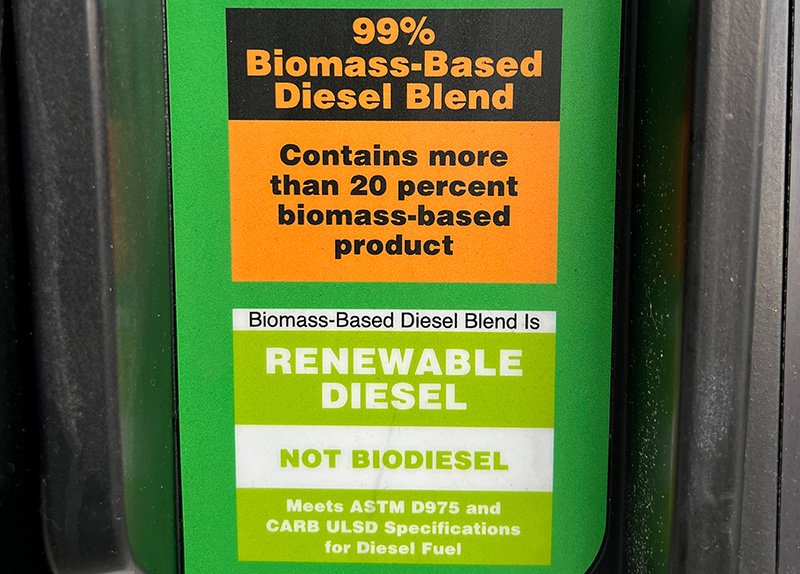 99%
Biomass-Based
Diesel Blend
Contains more
than 20 percent
biomass-based
product
Biomass-Based Diesel Blend Is
RENEWABLE
DIESEL
NOT BIODIESEL
Meets ASTM D975 and
CARB ULSD Specifications
for Diesel Fuel